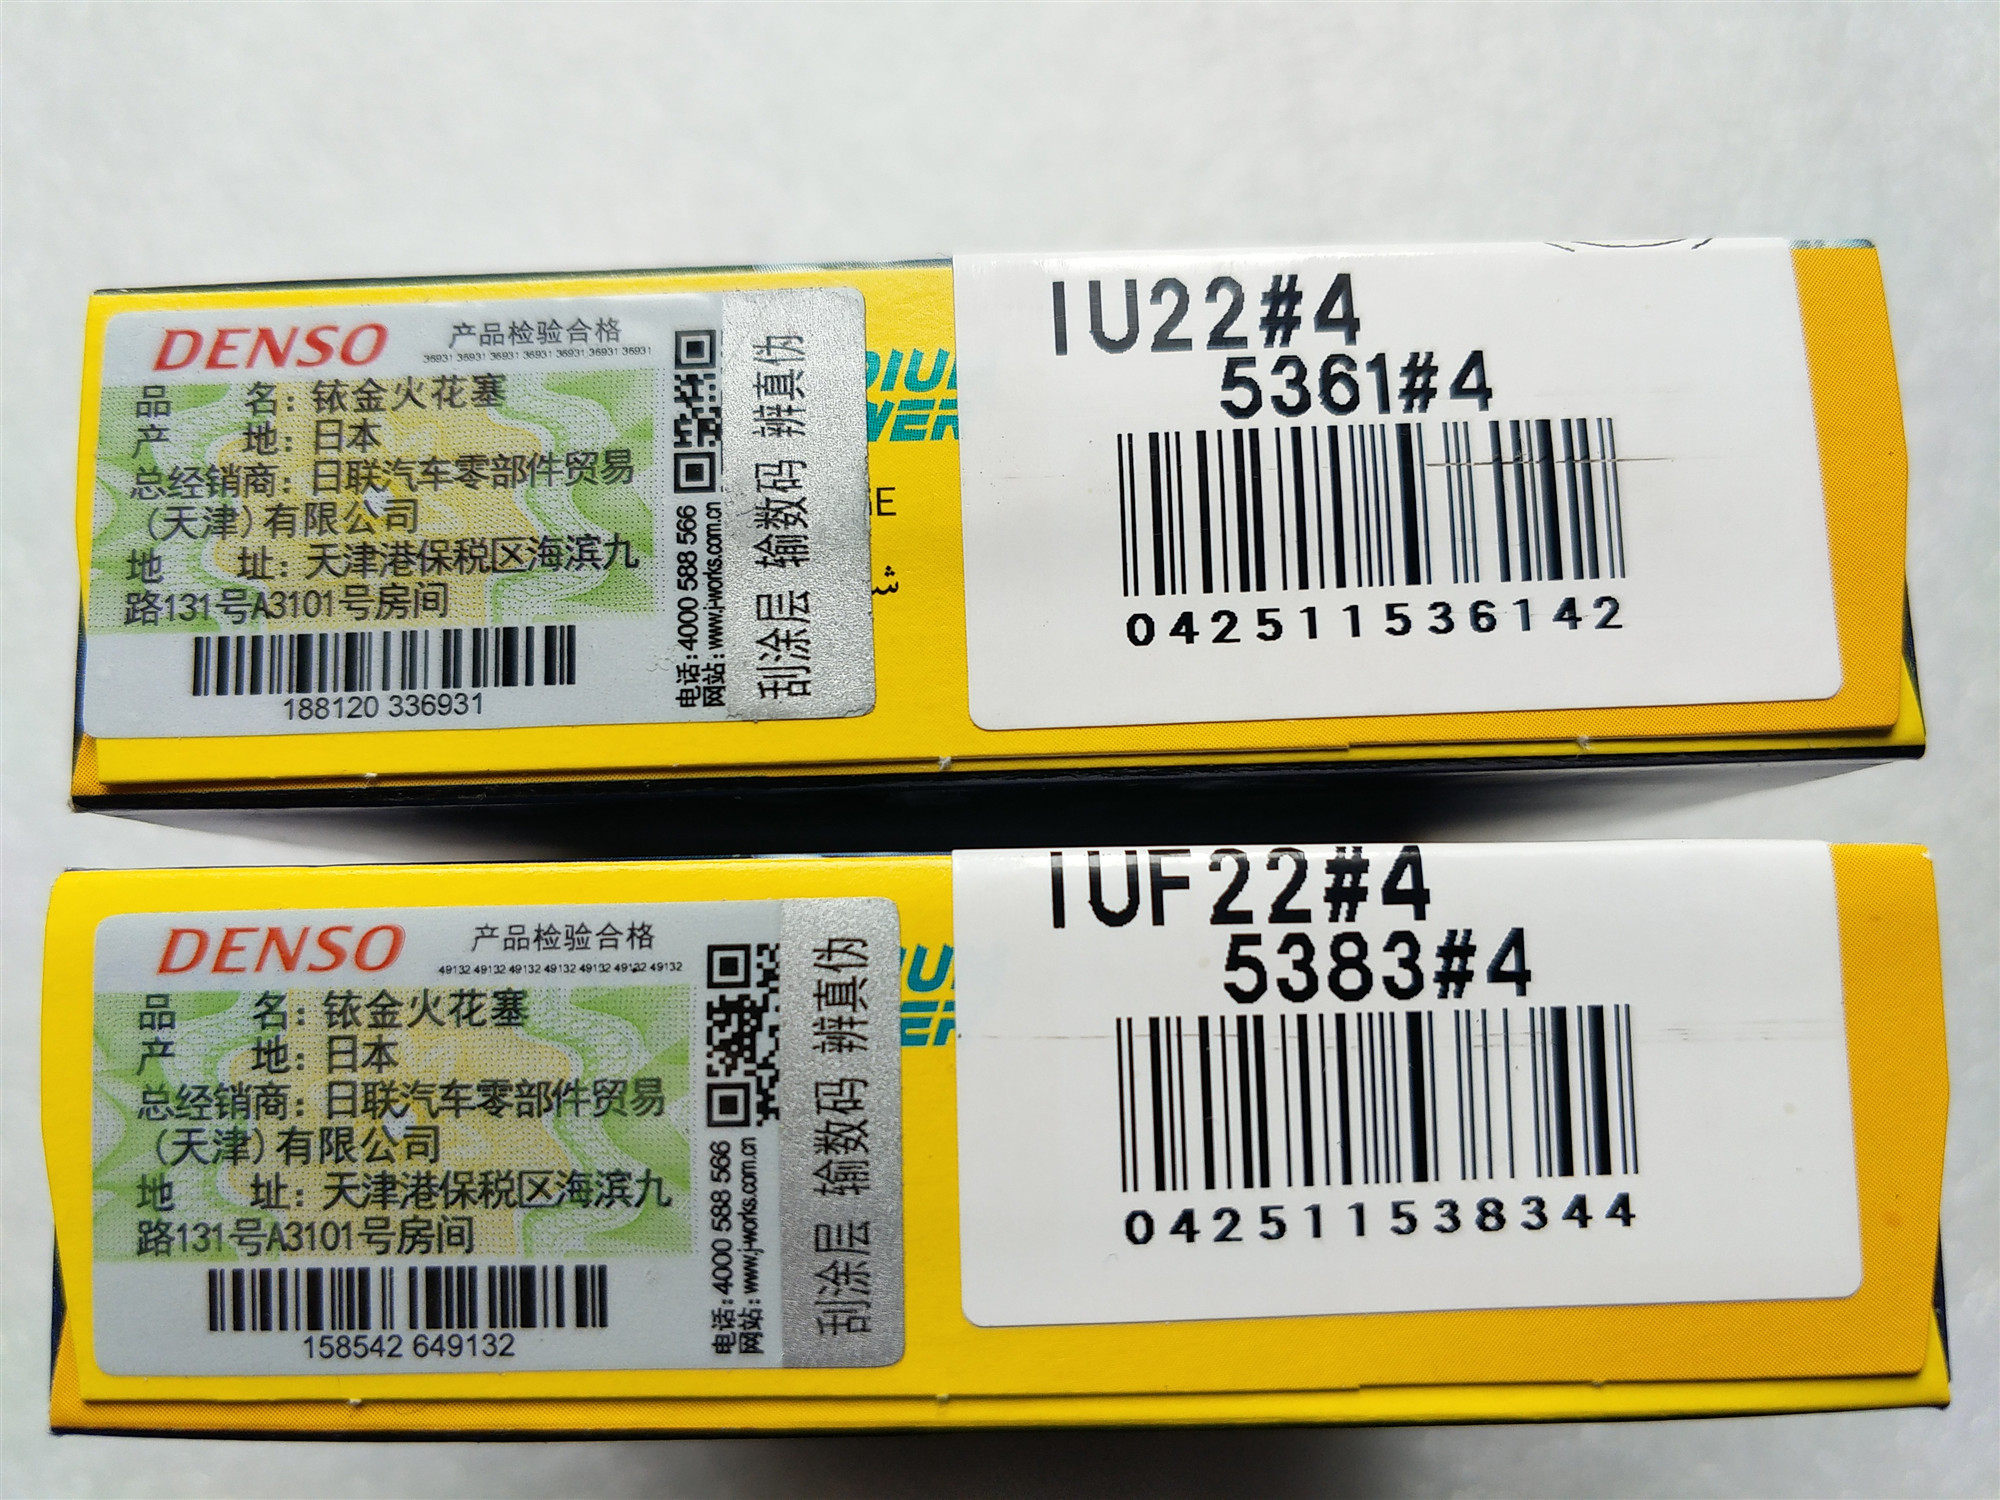 DENSO
产品检验合格
36931 36931 36931 36931 36931 36931 36931
品 名: 铱金火花塞
产 地: 日本
总经销商: 日联汽车零部件贸易
(天津)有限公司
地 址: 天津港保税区海滨九
路131号A3101号房间
188120 336931
电话: 4000 588 566
网站: www.j-works.com.cn
刮涂层 输数码 辨真伪
IU22#4
5361#4
042511536142
DENSO
产品检验合格
49132 49132 49132 49132 49132 49132 49132
品 名: 铱金火花塞
产 地: 日本
总经销商: 日联汽车零部件贸易
(天津)有限公司
地 址: 天津港保税区海滨九
路131号A3101号房间
158542 649132
电话: 4000 588 566
网站: www.j-works.com.cn
刮涂层 输数码 辨真伪
IUF22#4
5383#4
042511538344